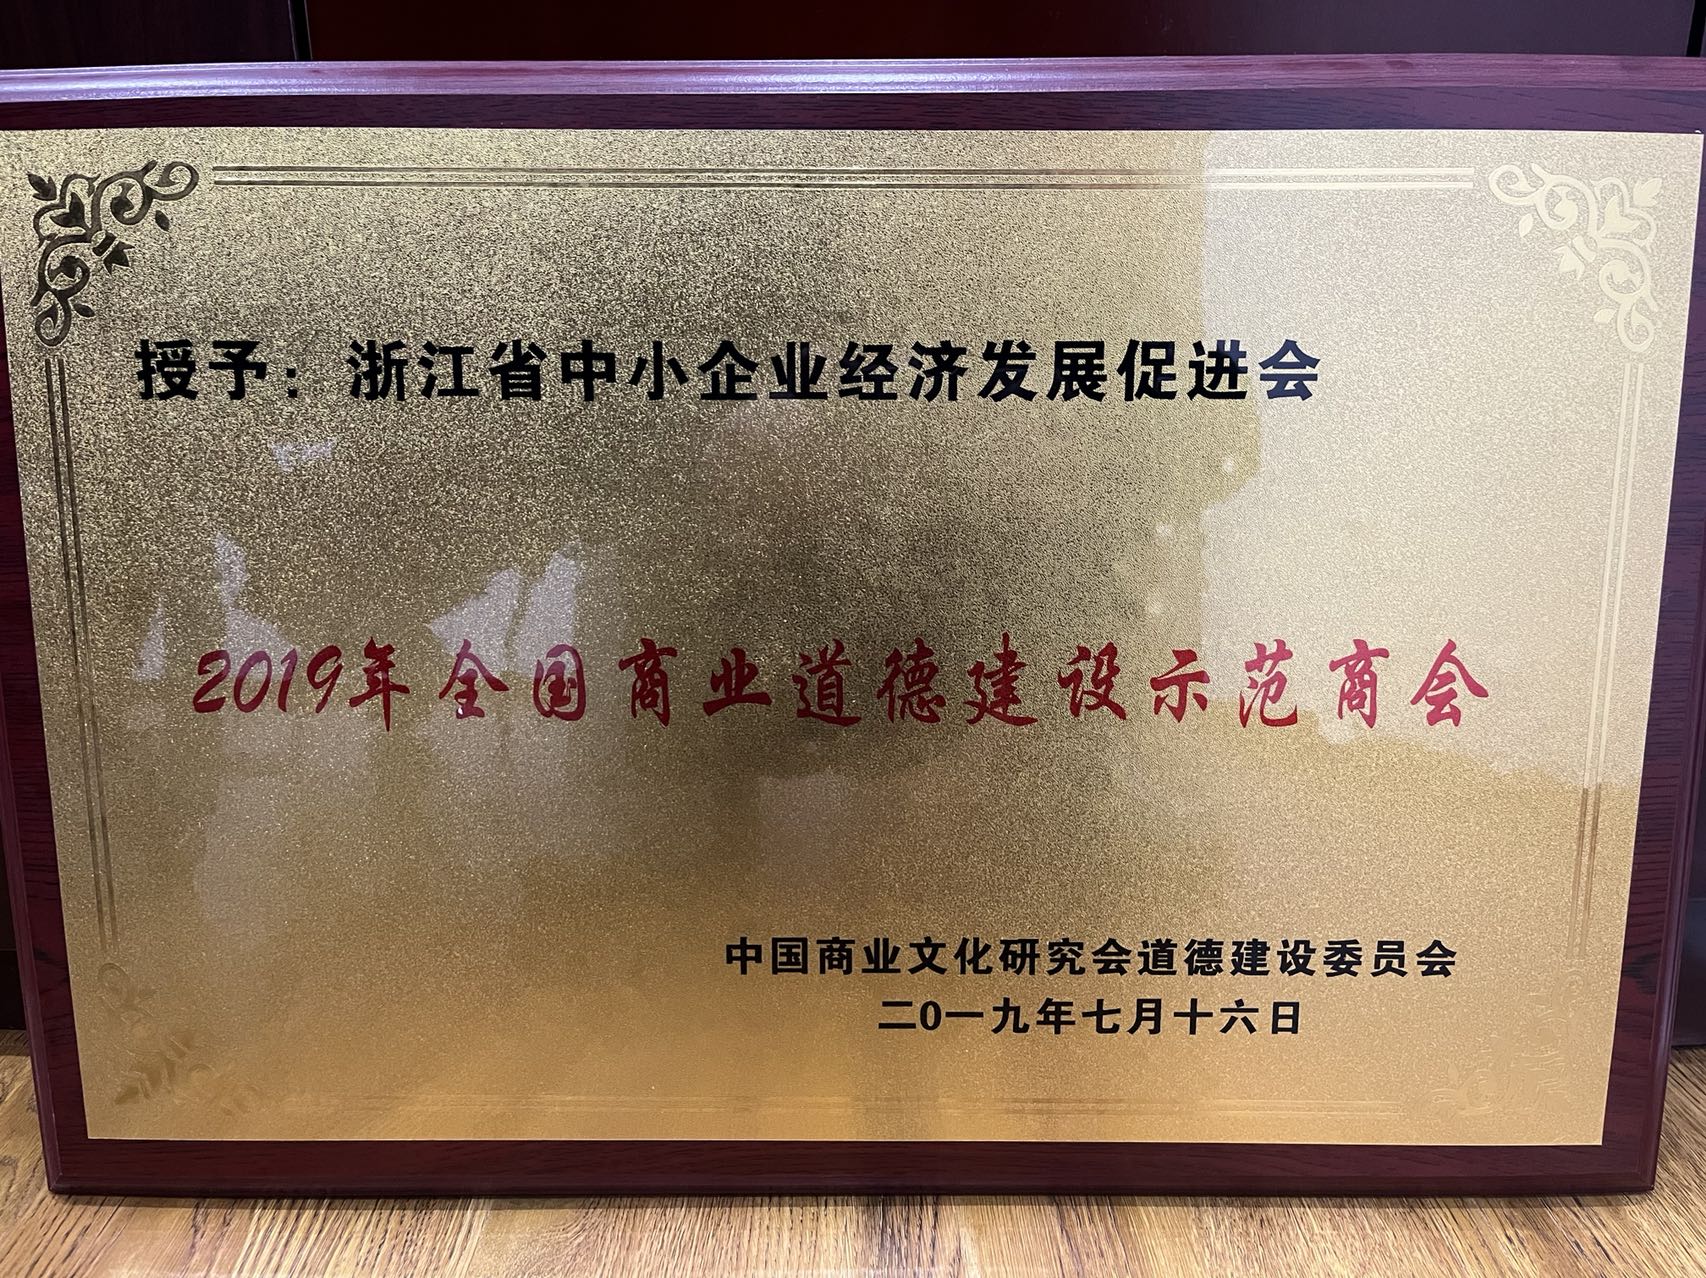 授予：浙江省中小企业经济发展促进会
2019年全国商业道德建设示范商会
中国商业文化研究会道德建设委员会
二0一九年七月十六日